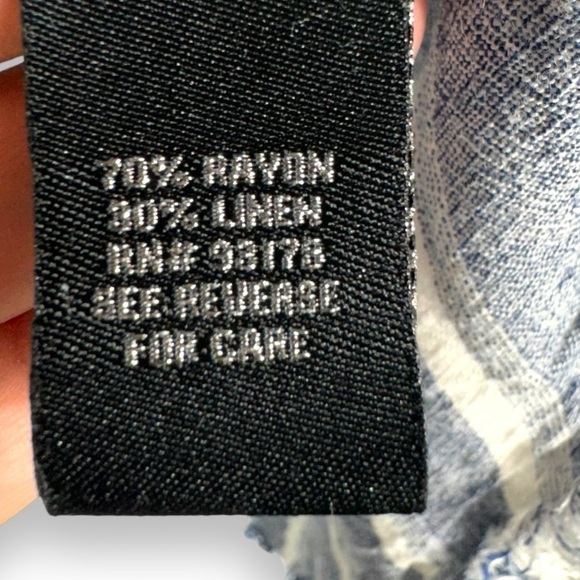 70% RAYON
30% LINEN
RN# 93176
SEE REVERSE
FOR CARE